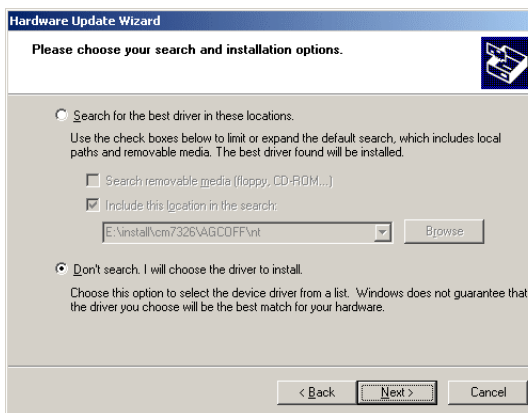 Hardware Update Wizard
Please choose your search and installation options.
Search for the best driver in these locations.
Use the check boxes below to limit or expand the default search, which includes local
paths and removable media. The best driver found will be installed.
Search removable media (floppy, CD-ROM...)
Include this location in the search:
E:\install\cm7326\AGCOFF\nt
Browse
Don't search. I will choose the driver to install.
Choose this option to select the device driver from a list. Windows does not guarantee that
the driver you choose will be the best match for your hardware.
< Back Next > Cancel